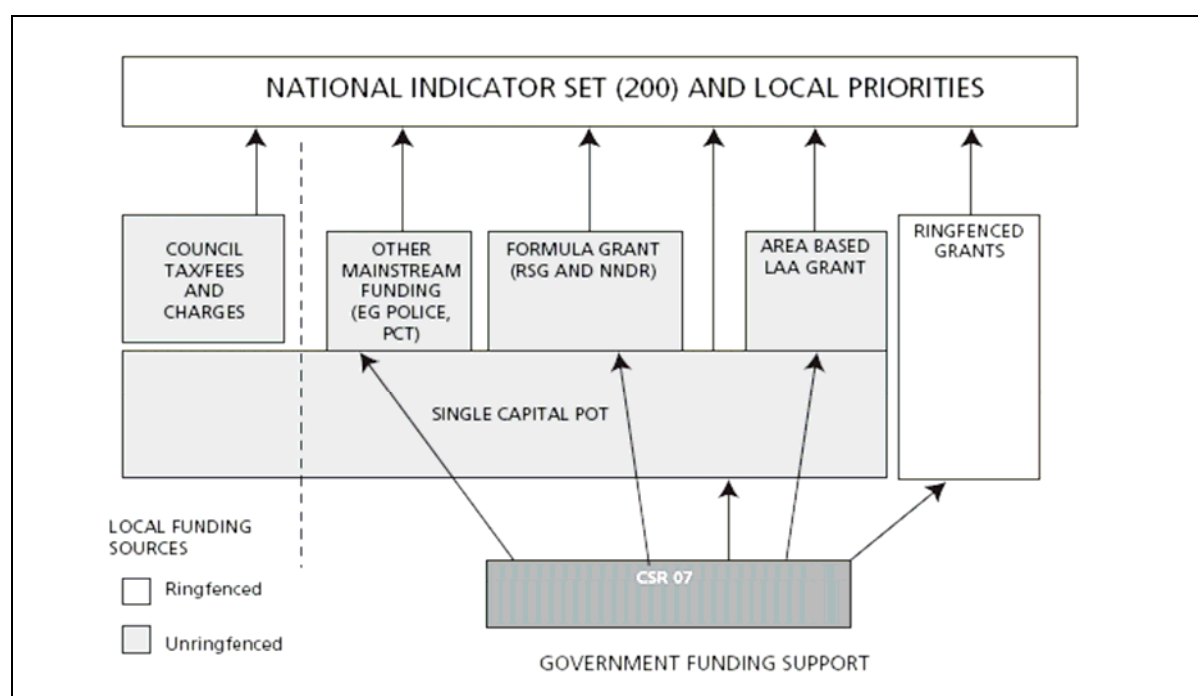 NATIONAL INDICATOR SET (200) AND LOCAL PRIORITIES
COUNCIL
TAX/FEES
AND
CHARGES
OTHER
MAINSTREAM
FUNDING
(EG POLICE,
PCT)
FORMULA GRANT
(RSG AND NNDR)
AREA BASED
LAA GRANT
RINGFENCED
GRANTS
SINGLE CAPITAL POT
LOCAL FUNDING
SOURCES
Ringfenced
Unringfenced
CSR 07
GOVERNMENT FUNDING SUPPORT